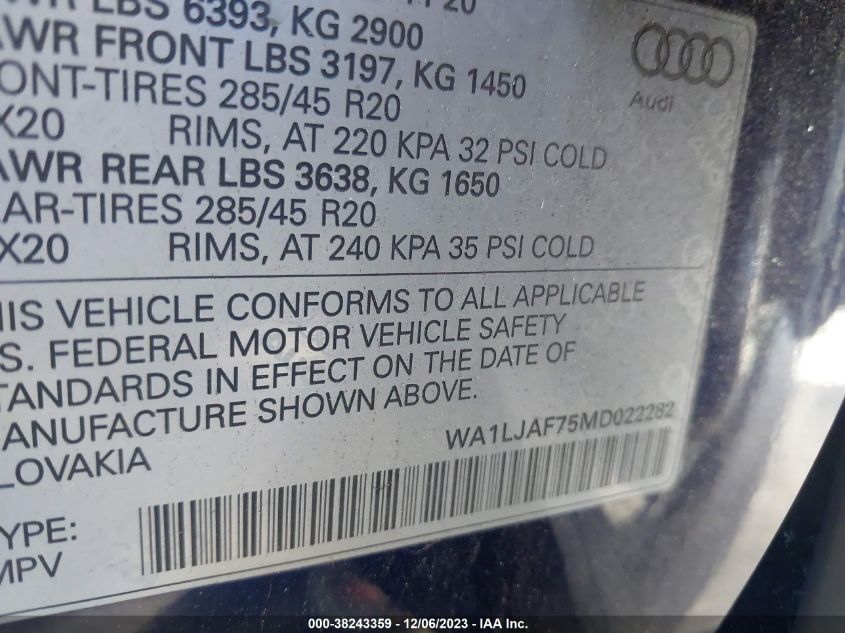 LBS 6393, KG 2900
AWR FRONT LBS 3197, KG 1450
ONT-TIRES 285/45 R20
X20 RIMS, AT 220 KPA 32 PSI COLD
AWR REAR LBS 3638, KG 1650
AR-TIRES 285/45 R20
X20 RIMS, AT 240 KPA 35 PSI COLD
Audi
HIS VEHICLE CONFORMS TO ALL APPLICABLE
.S. FEDERAL MOTOR VEHICLE SAFETY
TANDARDS IN EFFECT ON THE DATE OF
ANUFACTURE SHOWN ABOVE.
LOVAKIA
WA1LJAF75MD022282
YPE:
MPV
000-38243359 - 12/06/2023 - IAA Inc.